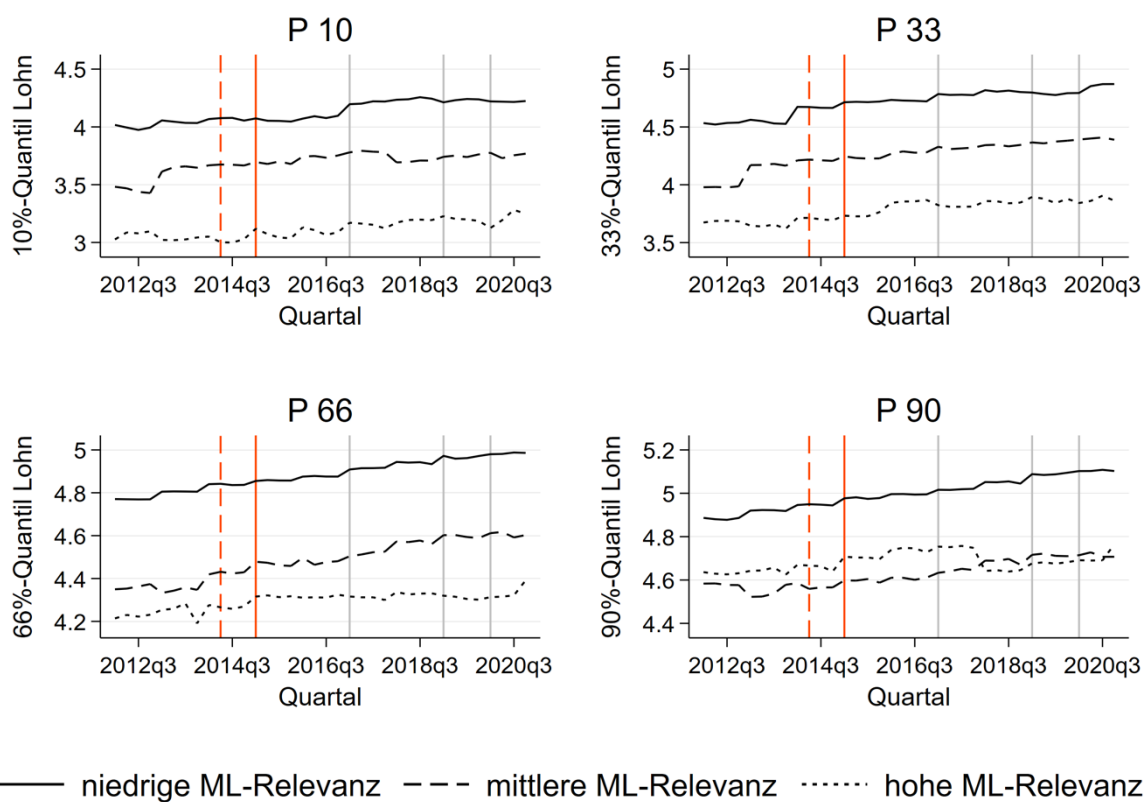 P 10
10%-Quantil Lohn
4.5
4
3.5
3
2012q3 2014q3 2016q3 2018q3 2020q3
Quartal
P 33
33%-Quantil Lohn
5
4.5
4
3.5
2012q3 2014q3 2016q3 2018q3 2020q3
Quartal
P 66
66%-Quantil Lohn
5
4.8
4.6
4.4
4.2
2012q3 2014q3 2016q3 2018q3 2020q3
Quartal
P 90
90%-Quantil Lohn
5.2
5
4.8
4.6
4.4
2012q3 2014q3 2016q3 2018q3 2020q3
Quartal
niedrige ML-Relevanz mittlere ML-Relevanz hohe ML-Relevanz